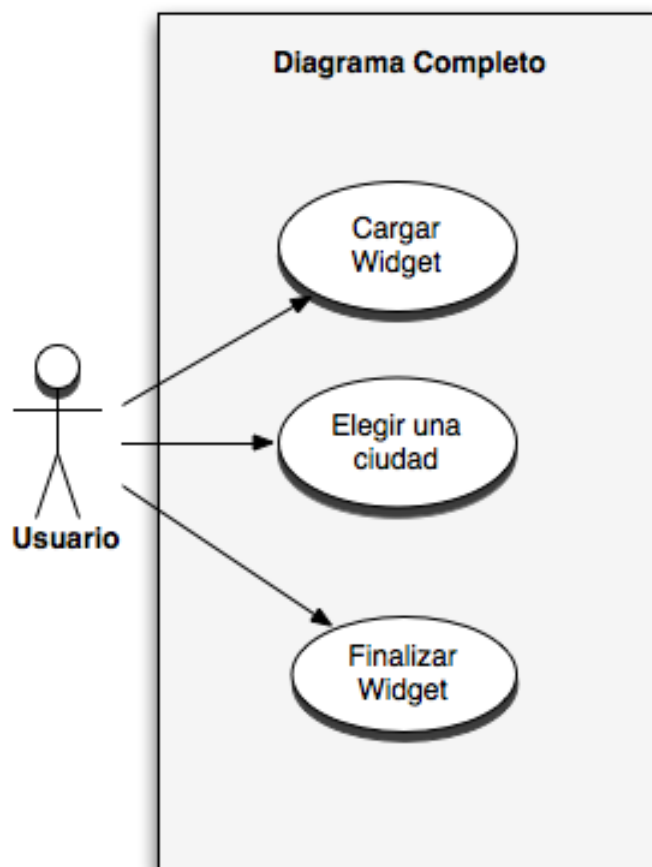 Diagrama Completo
Cargar
Widget
Elegir una
ciudad
Usuario
Finalizar
Widget